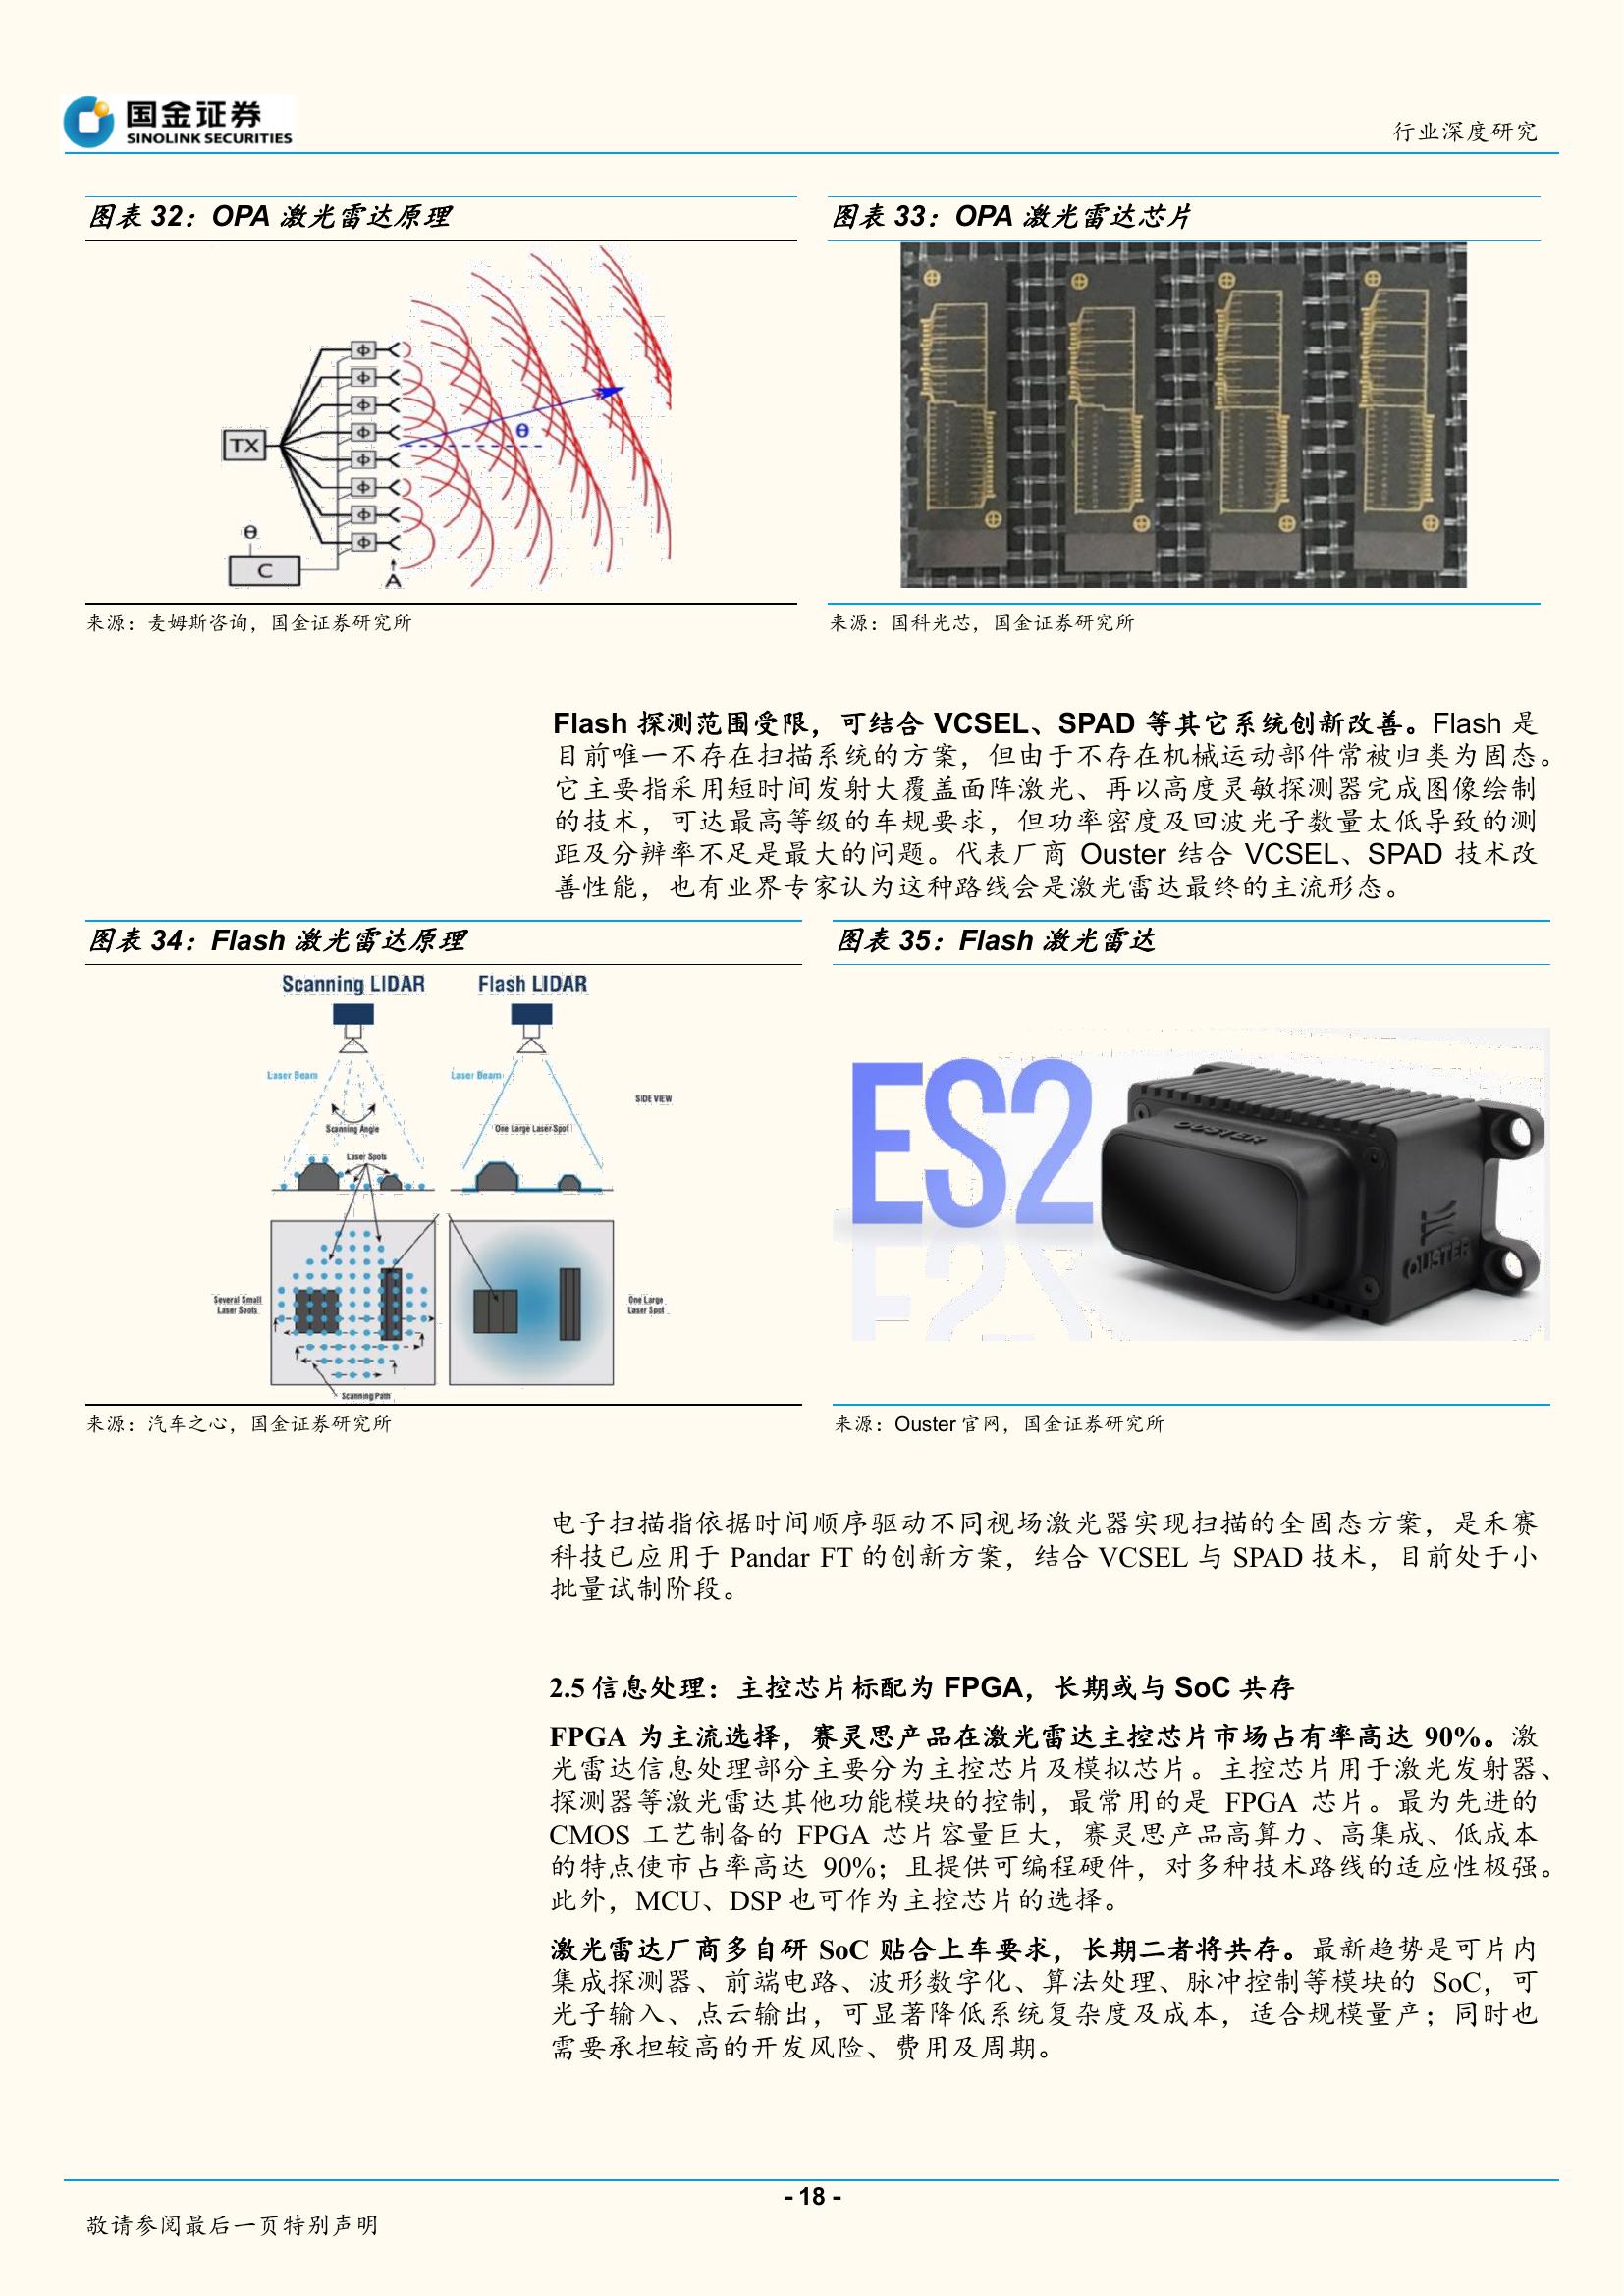 国金证券
SINOLINK SECURITIES
行业深度研究
图表 32：OPA 激光雷达原理
图表 33：OPA 激光雷达芯片
Φ
Φ
Φ
Φ
Φ
Φ
Φ
Φ
TX
θ
θ
C
A
来源：麦姆斯咨询，国金证券研究所
来源：国科光芯，国金证券研究所
Flash 探测范围受限，可结合 VCSEL、SPAD 等其它系统创新改善。Flash 是
目前唯一不存在扫描系统的方案，但由于不存在机械运动部件常被归类为固态。
它主要指采用短时间发射大覆盖面阵激光、再以高度灵敏探测器完成图像绘制
的技术，可达最高等级的车规要求，但功率密度及回波光子数量太低导致的测
距及分辨率不足是最大的问题。代表厂商 Ouster 结合 VCSEL、SPAD 技术改
善性能，也有业界专家认为这种路线会是激光雷达最终的主流形态。
图表 34：Flash 激光雷达原理
图表 35：Flash 激光雷达
Scanning LIDAR
Flash LIDAR
Laser Beam
Laser Beam
SIDE VIEW
Scanning Angle
One Large Laser Spot
Laser Spots
Several Small
Laser Spots
One Large
Laser Spot
Scanning Path
ES2
OUSTER
OUSTER
来源：汽车之心，国金证券研究所
来源：Ouster 官网，国金证券研究所
电子扫描指依据时间顺序驱动不同视场激光器实现扫描的全固态方案，是禾赛
科技已应用于 Pandar FT 的创新方案，结合 VCSEL 与 SPAD 技术，目前处于小
批量试制阶段。
2.5 信息处理：主控芯片标配为 FPGA，长期或与 SoC 共存
FPGA 为主流选择，赛灵思产品在激光雷达主控芯片市场占有率高达 90%。激
光雷达信息处理部分主要分为主控芯片及模拟芯片。主控芯片用于激光发射器、
探测器等激光雷达其他功能模块的控制，最常用的是 FPGA 芯片。最为先进的
CMOS 工艺制备的 FPGA 芯片容量巨大，赛灵思产品高算力、高集成、低成本
的特点使市占率高达 90%；且提供可编程硬件，对多种技术路线的适应性极强。
此外，MCU、DSP 也可作为主控芯片的选择。
激光雷达厂商多自研 SoC 贴合上车要求，长期二者将共存。最新趋势是可片内
集成探测器、前端电路、波形数字化、算法处理、脉冲控制等模块的 SoC，可
光子输入、点云输出，可显著降低系统复杂度及成本，适合规模量产；同时也
需要承担较高的开发风险、费用及周期。
- 18 -
敬请参阅最后一页特别声明